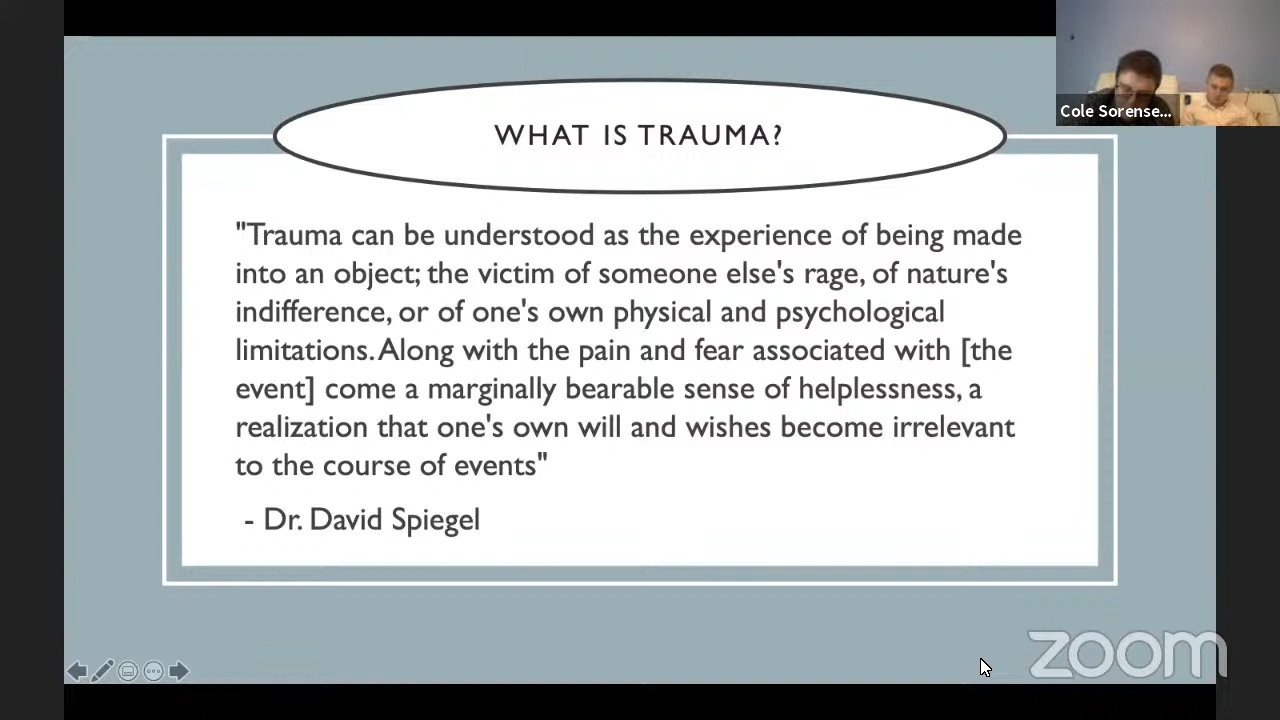 Cole Sorense...
WHAT IS TRAUMA?
"Trauma can be understood as the experience of being made
into an object; the victim of someone else's rage, of nature's
indifference, or of one's own physical and psychological
limitations. Along with the pain and fear associated with [the
event] come a marginally bearable sense of helplessness, a
realization that one's own will and wishes become irrelevant
to the course of events"
- Dr. David Spiegel
zoom